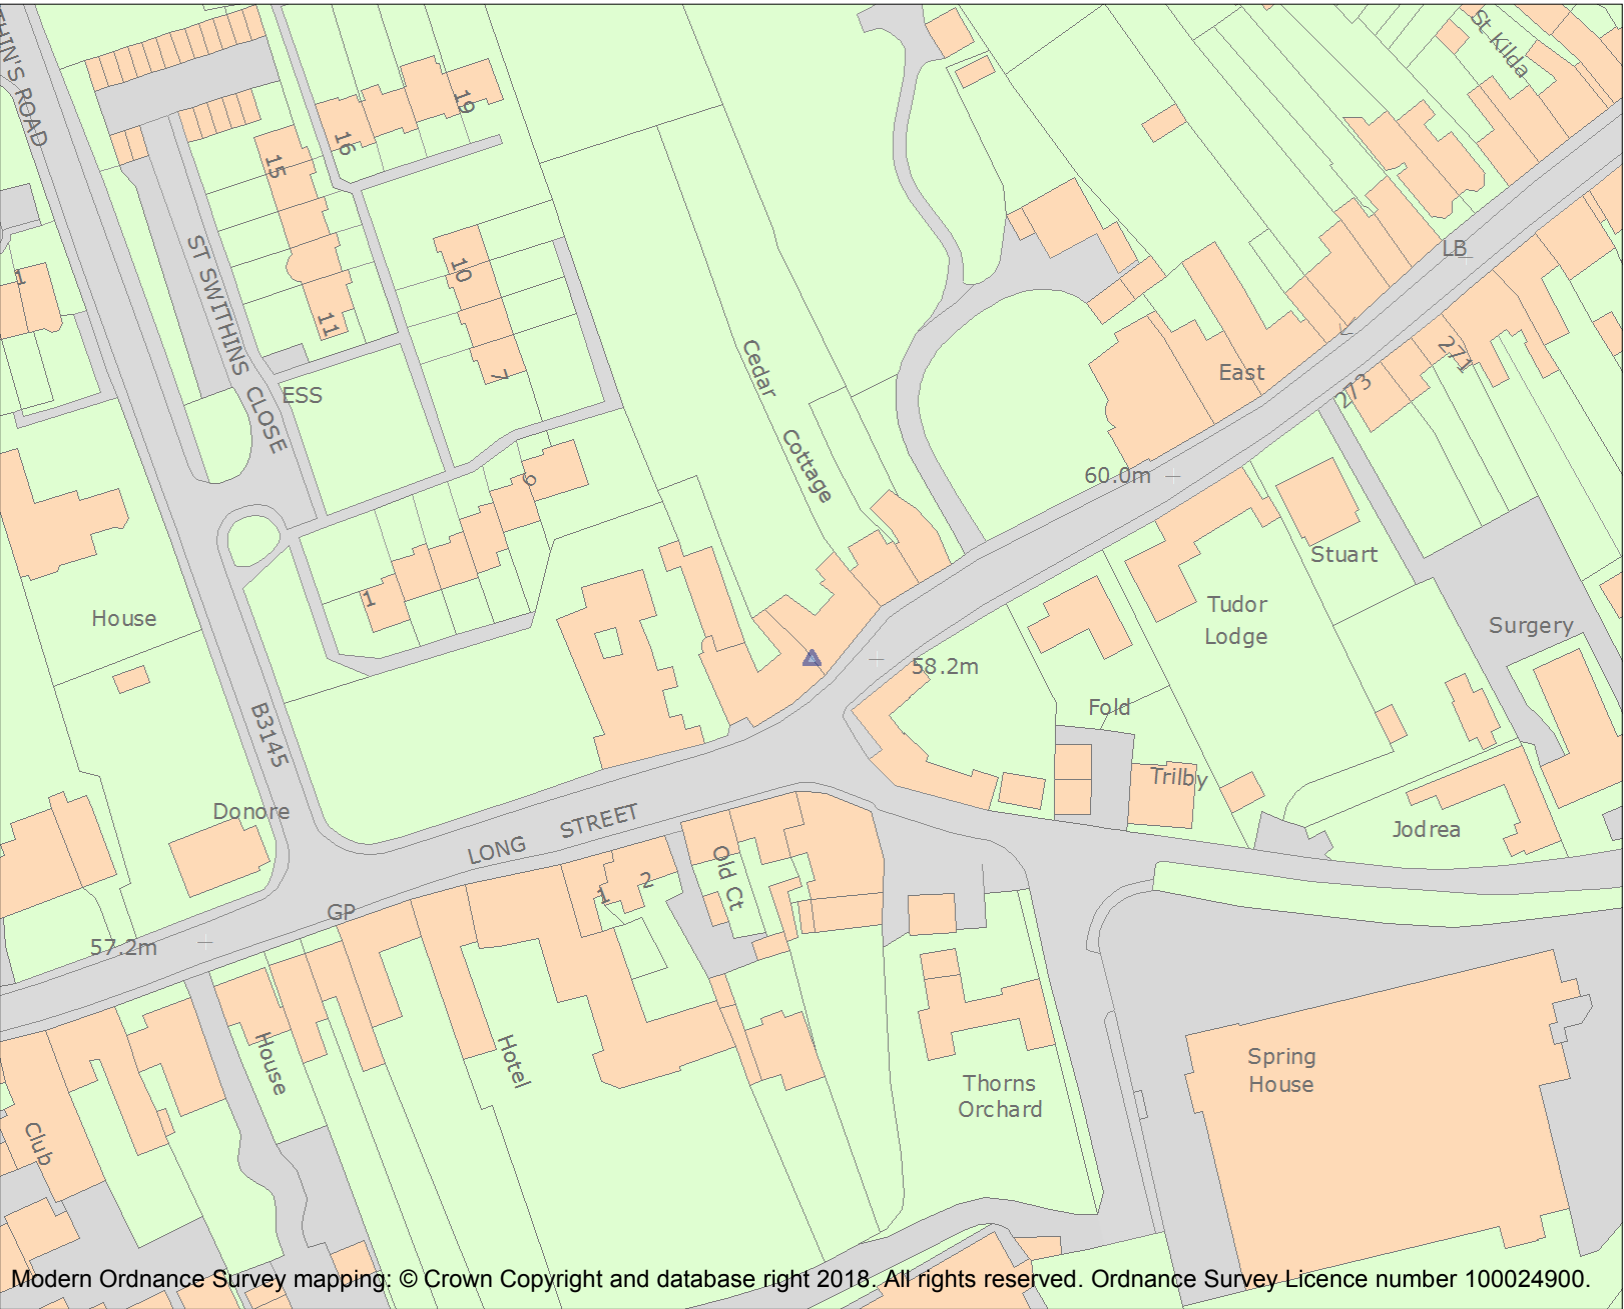 THIN'S ROAD
St Kilda
19
16
15
ST SWITHINS CLOSE
10
1
11
7
ESS
LB
East
271
273
Cedar
Cottage
60.0m
6
1
House
Stuart
Tudor
Lodge
Surgery
58.2m
Fold
B3145
Trilby
Donore
LONG STREET
Jodrea
Old Ct
1
2
GP
57.2m
House
Hotel
Club
Spring
House
Thorns
Orchard
Modern Ordnance Survey mapping: © Crown Copyright and database right 2018. All rights reserved. Ordnance Survey Licence number 100024900.